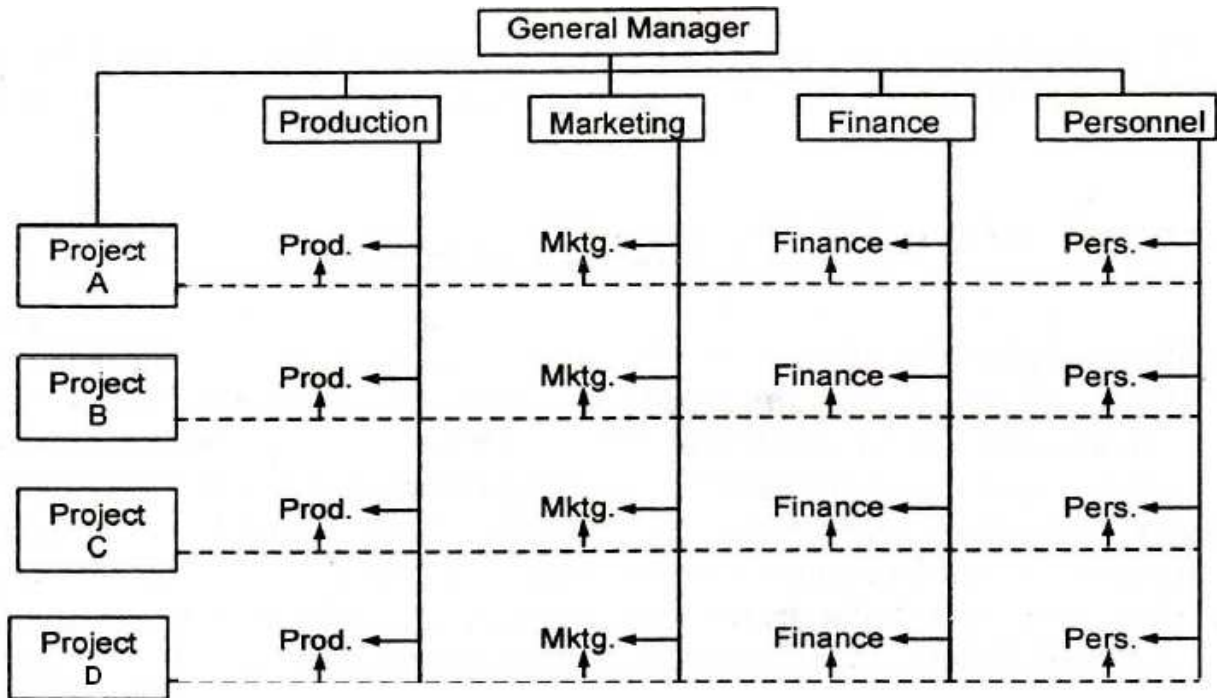 General Manager
Production Marketing Finance Personnel
Project
A
Prod. Mktg. Finance Pers.
Project
B
Prod. Mktg. Finance Pers.
Project
C
Prod. Mktg. Finance Pers.
Project
D
Prod. Mktg. Finance Pers.